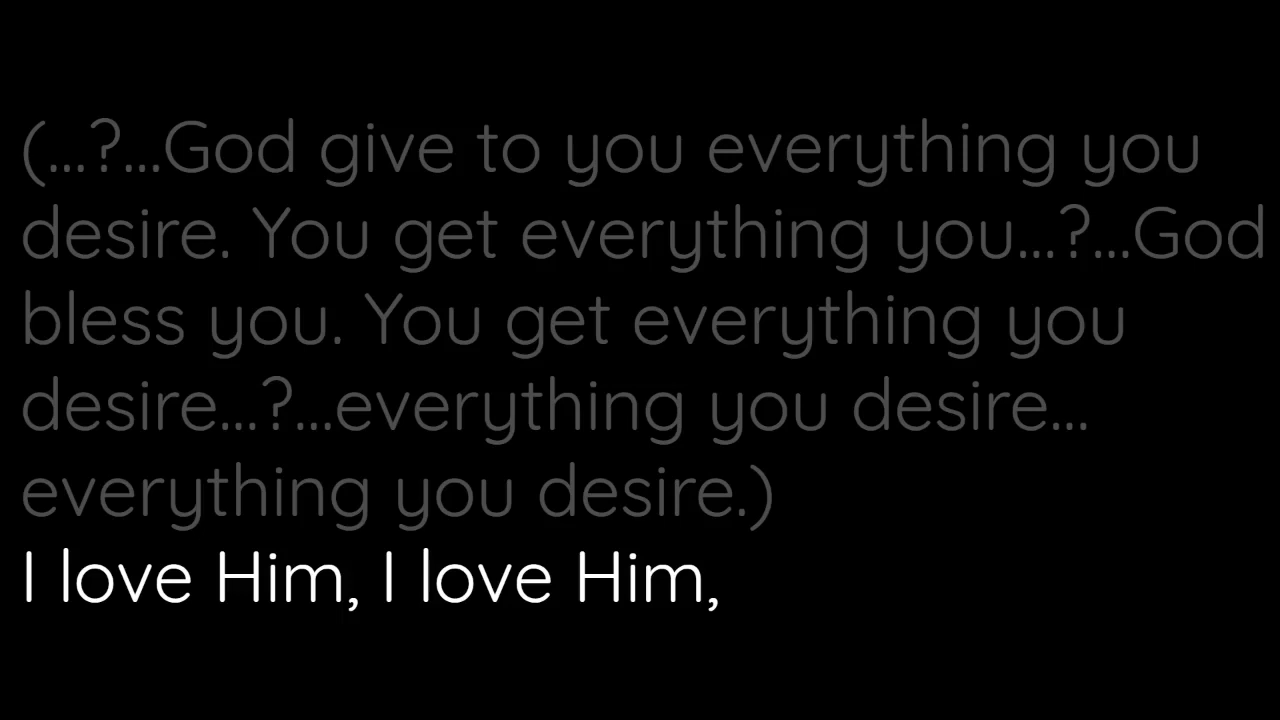 (...?...God give to you everything you
desire. You get everything you...?...God
bless you. You get everything you
desire...?...everything you desire...
everything you desire.)
I love Him, I love Him,